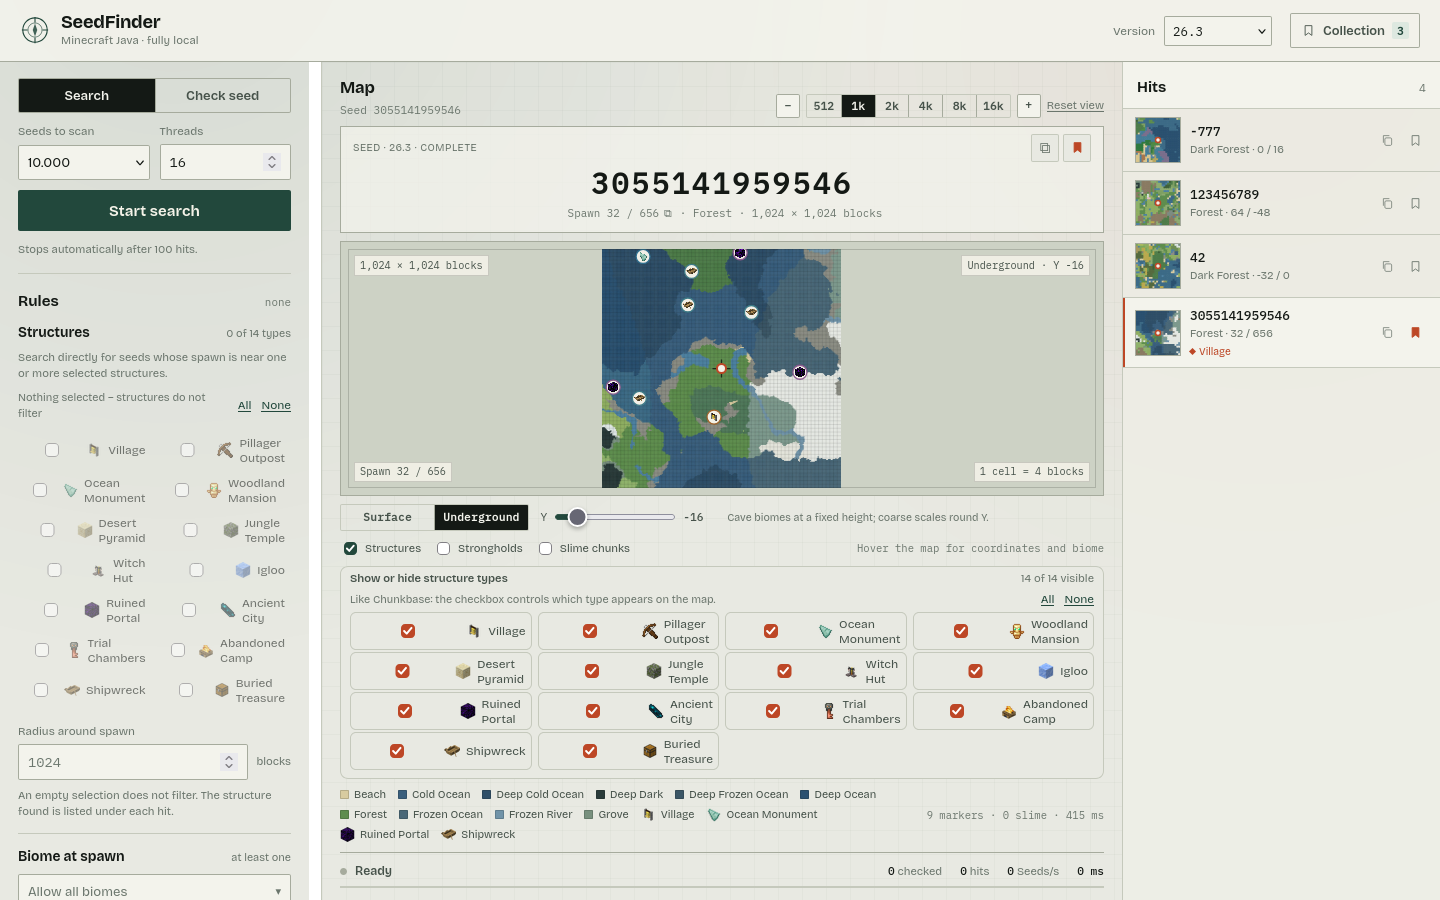 SeedFinder
Minecraft Java · fully local
Version
26.3
Collection 3
Search
Check seed
Seeds to scan
Threads
10.000
16
Start search
Stops automatically after 100 hits.
Rules
none
Structures
0 of 14 types
Search directly for seeds whose spawn is near one
or more selected structures.
Nothing selected – structures do not
filter
All None
Village
Pillager
Outpost
Ocean
Monument
Woodland
Mansion
Desert
Pyramid
Jungle
Temple
Witch
Hut
Igloo
Ruined
Portal
Ancient
City
Trial
Chambers
Abandoned
Camp
Shipwreck
Buried
Treasure
Radius around spawn
1024
blocks
An empty selection does not filter. The structure
found is listed under each hit.
Biome at spawn
at least one
Allow all biomes
Map
Seed 3055141959546
− 512 1k 2k 4k 8k 16k + Reset view
SEED · 26.3 · COMPLETE
3055141959546
Spawn 32 / 656 ⧉ · Forest · 1,024 × 1,024 blocks
1,024 × 1,024 blocks
Underground · Y -16
Spawn 32 / 656
1 cell = 4 blocks
Surface
Underground
Y
-16
Cave biomes at a fixed height; coarse scales round Y.
Structures
Strongholds
Slime chunks
Hover the map for coordinates and biome
Show or hide structure types
14 of 14 visible
Like Chunkbase: the checkbox controls which type appears on the map.
All None
Village
Pillager
Outpost
Ocean
Monument
Woodland
Mansion
Desert
Pyramid
Jungle
Temple
Witch
Hut
Igloo
Ruined
Portal
Ancient
City
Trial
Chambers
Abandoned
Camp
Shipwreck
Buried
Treasure
Beach Cold Ocean Deep Cold Ocean Deep Dark Deep Frozen Ocean Deep Ocean
Forest Frozen Ocean Frozen River Grove Village Ocean Monument
Ruined Portal Shipwreck
9 markers · 0 slime · 415 ms
Ready
0 checked 0 hits 0 Seeds/s 0 ms
Hits
4
-777
Dark Forest · 0 / 16
123456789
Forest · 64 / -48
42
Dark Forest · -32 / 0
3055141959546
Forest · 32 / 656
◆ Village